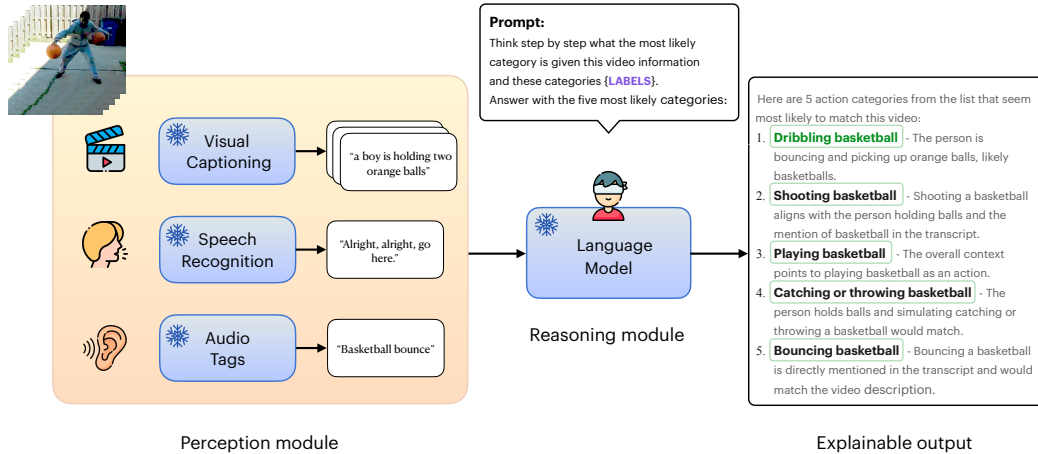 Visual
Captioning
“a boy is holding two
orange balls”
Speech
Recognition
“Alright, alright, go
here.”
Audio
Tags
“Basketball bounce”
Perception module
Prompt:
Think step by step what the most likely
category is given this video information
and these categories {LABELS}.
Answer with the five most likely categories:
Language
Model
Reasoning module
Here are 5 action categories from the list that seem
most likely to match this video:
1. Dribbling basketball - The person is
bouncing and picking up orange balls, likely
basketballs.
2. Shooting basketball - Shooting a basketball
aligns with the person holding balls and the
mention of basketball in the transcript.
3. Playing basketball - The overall context
points to playing basketball as an action.
4. Catching or throwing basketball - The
person holds balls and simulating catching or
throwing a basketball would match.
5. Bouncing basketball - Bouncing a basketball
is directly mentioned in the transcript and would
match the video description.
Explainable output